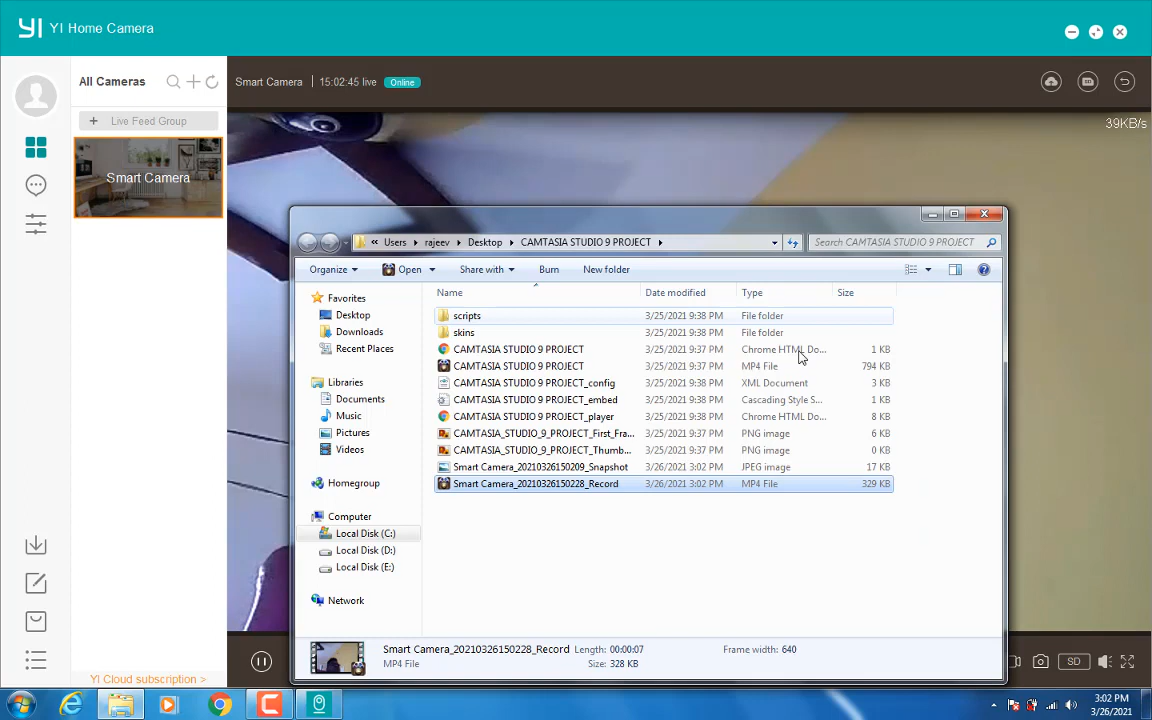 YI YI Home Camera
All Cameras
Smart Camera | 15:02:45 live Online
+ Live Feed Group
39KB/s
Smart Camera
« Users ▸ rajeev ▸ Desktop ▸ CAMTASIA STUDIO 9 PROJECT ▸
Search CAMTASIA STUDIO 9 PROJECT
Organize Open Share with Burn New folder
Name Date modified Type Size
Favorites
Desktop
Downloads
Recent Places
Libraries
Documents
Music
Pictures
Videos
Homegroup
Computer
Local Disk (C:)
Local Disk (D:)
Local Disk (E:)
Network
scripts 3/25/2021 9:38 PM File folder
skins 3/25/2021 9:38 PM File folder
CAMTASIA STUDIO 9 PROJECT 3/25/2021 9:37 PM Chrome HTML Do... 1 KB
CAMTASIA STUDIO 9 PROJECT 3/25/2021 9:37 PM MP4 File 794 KB
CAMTASIA STUDIO 9 PROJECT_config 3/25/2021 9:38 PM XML Document 3 KB
CAMTASIA STUDIO 9 PROJECT_embed 3/25/2021 9:38 PM Cascading Style S... 1 KB
CAMTASIA STUDIO 9 PROJECT_player 3/25/2021 9:38 PM Chrome HTML Do... 8 KB
CAMTASIA_STUDIO_9_PROJECT_First_Fra... 3/25/2021 9:37 PM PNG image 6 KB
CAMTASIA_STUDIO_9_PROJECT_Thumb... 3/25/2021 9:37 PM PNG image 0 KB
Smart Camera_20210326150209_Snapshot 3/26/2021 3:02 PM JPEG image 17 KB
Smart Camera_20210326150228_Record 3/26/2021 3:02 PM MP4 File 329 KB
Smart Camera_20210326150228_Record Length: 00:00:07 Frame width: 640
MP4 File Size: 328 KB
SD
YI Cloud subscription >
3:02 PM
3/26/2021